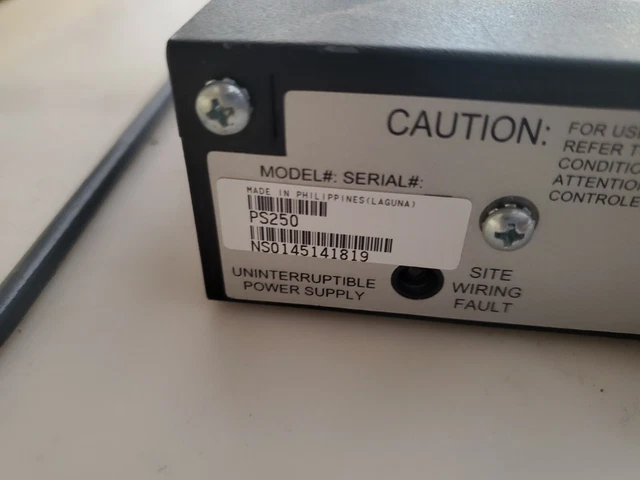 CAUTION:
FOR USE
REFER T
CONDITIO
ATTENTIO
CONTROLE
MODEL#: SERIAL#:
MADE IN PHILIPPINES(LAGUNA)
PS250
NS0145141819
UNINTERRUPTIBLE
POWER SUPPLY
SITE
WIRING
FAULT